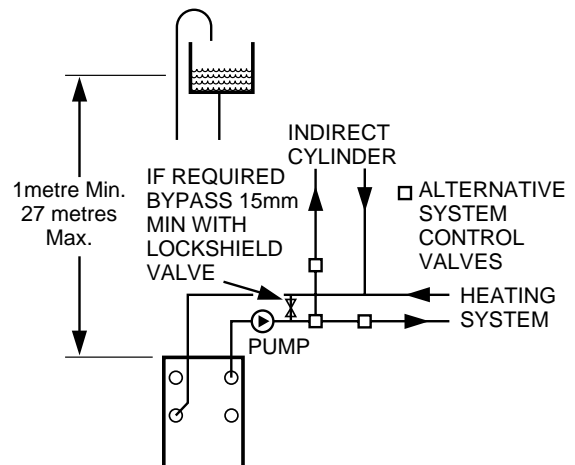 INDIRECT
CYLINDER
1metre Min.
27 metres
Max.
IF REQUIRED
BYPASS 15mm
MIN WITH
LOCKSHIELD
VALVE
ALTERNATIVE
SYSTEM
CONTROL
VALVES
HEATING
SYSTEM
PUMP